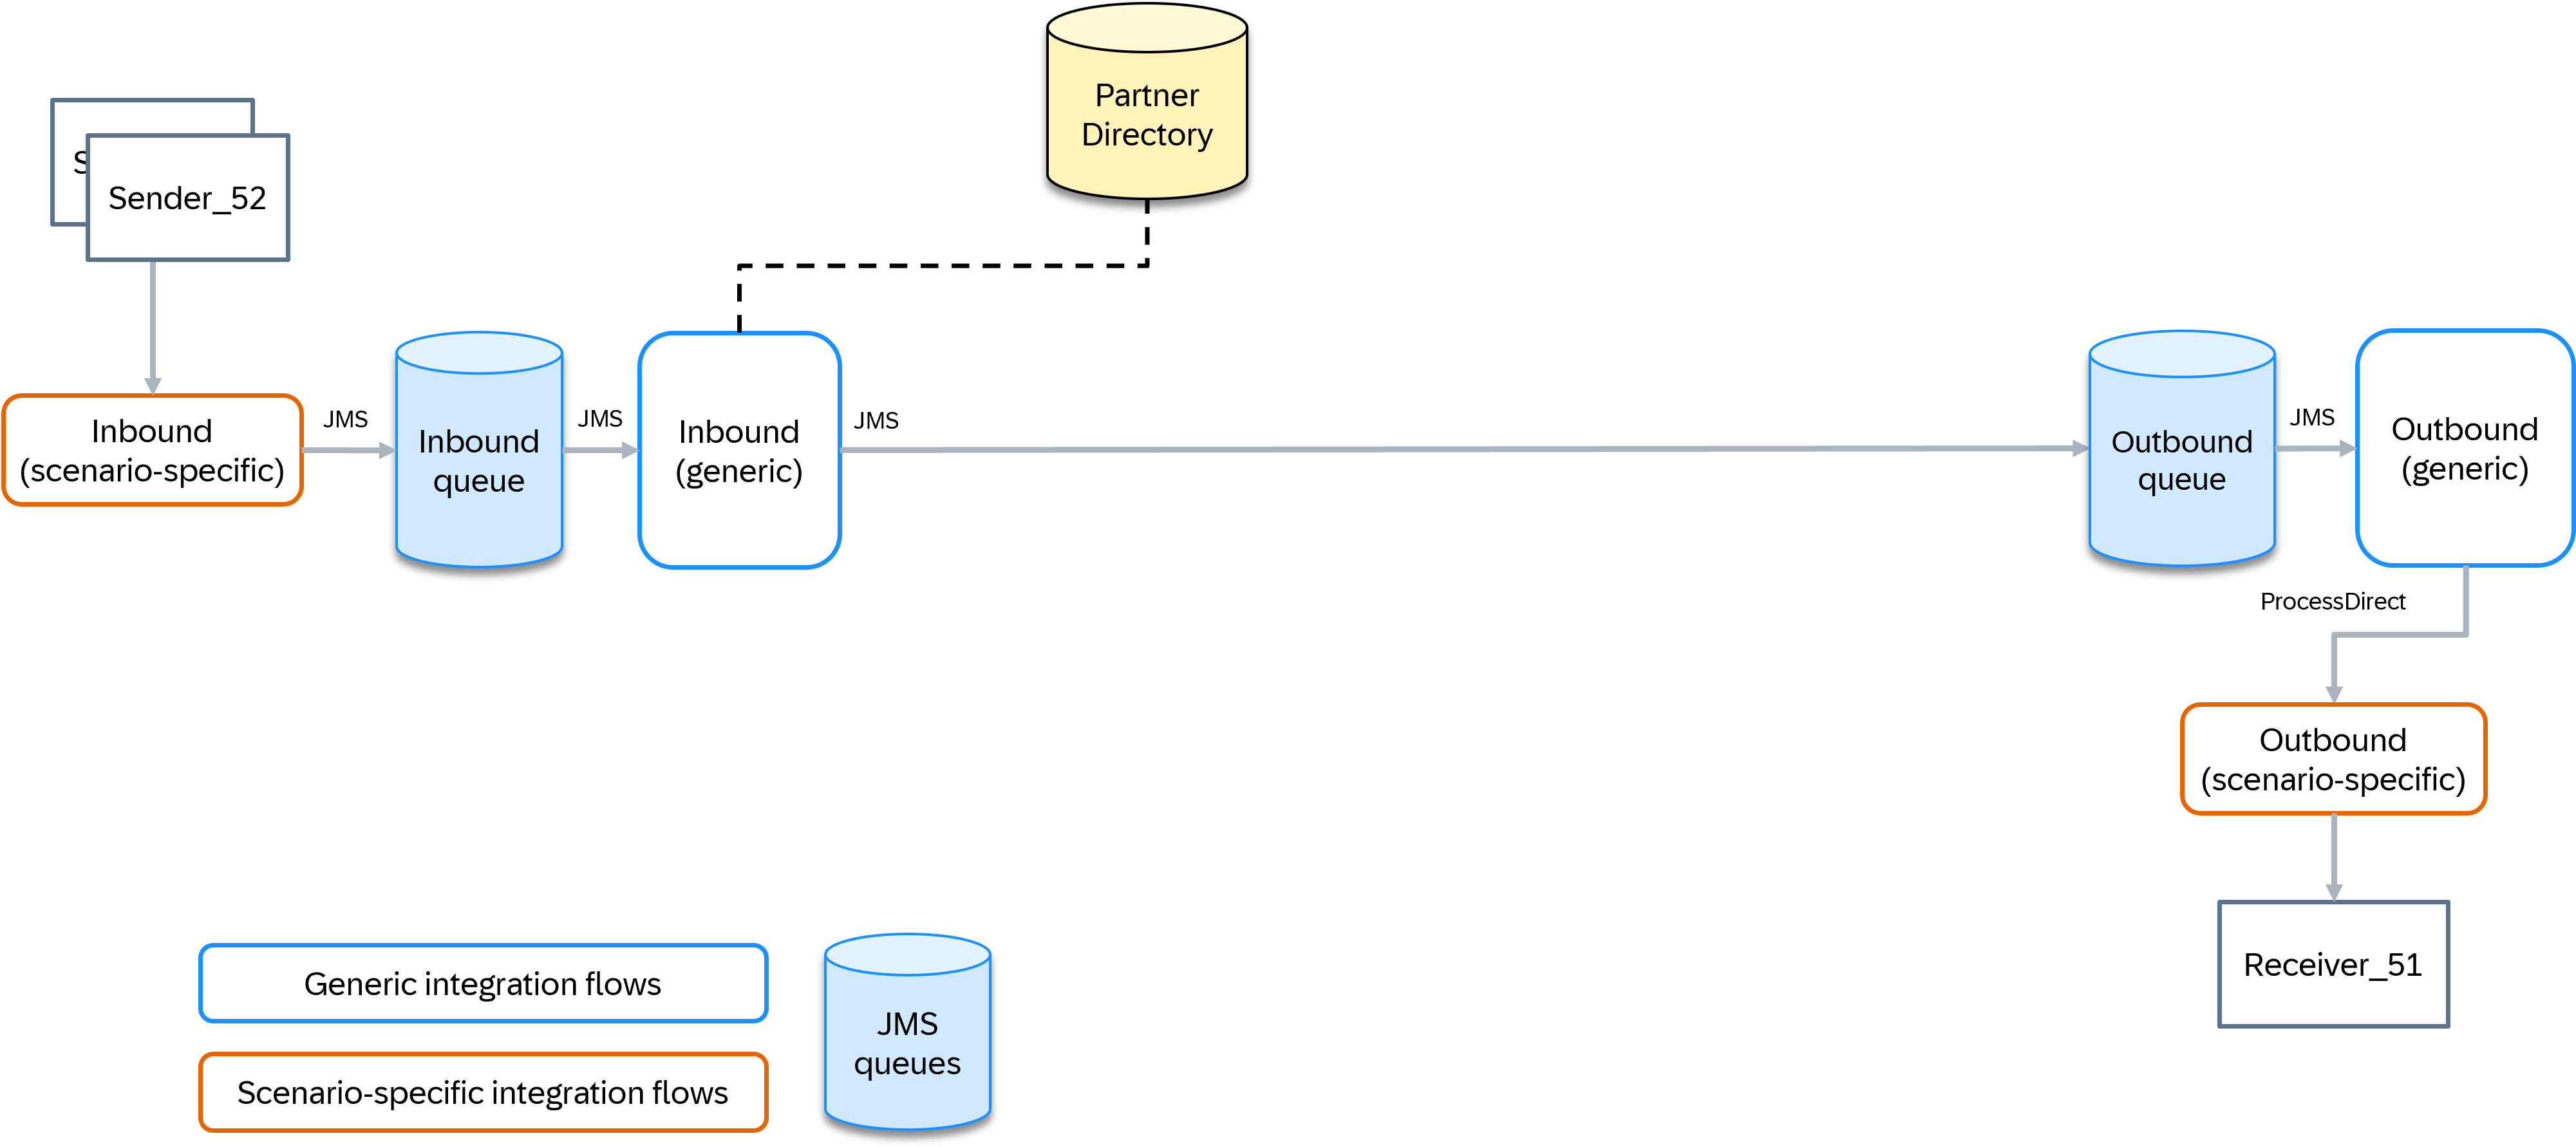 Partner
Directory
Sender_52
Inbound
(scenario-specific)
JMS
Inbound
queue
JMS
Inbound
(generic)
JMS
Outbound
queue
JMS
Outbound
(generic)
ProcessDirect
Outbound
(scenario-specific)
Receiver_51
Generic integration flows
Scenario-specific integration flows
JMS
queues